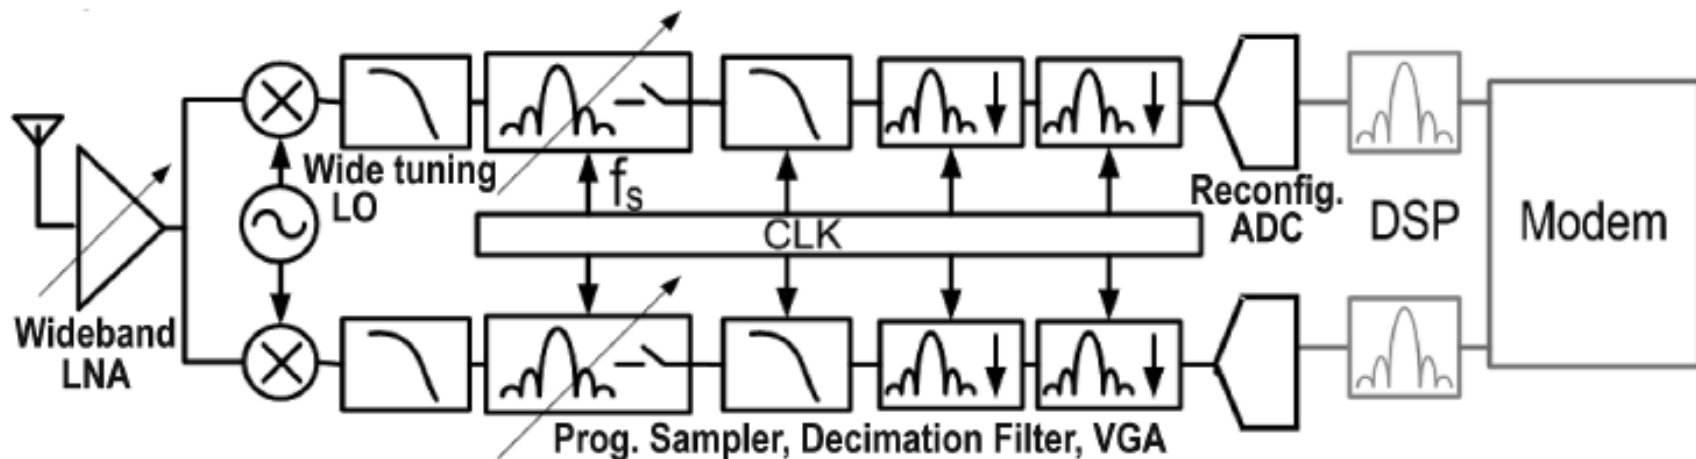 Wide tuning
LO
fs
CLK
Reconfig.
ADC
DSP
Modem
Wideband
LNA
Prog. Sampler, Decimation Filter, VGA